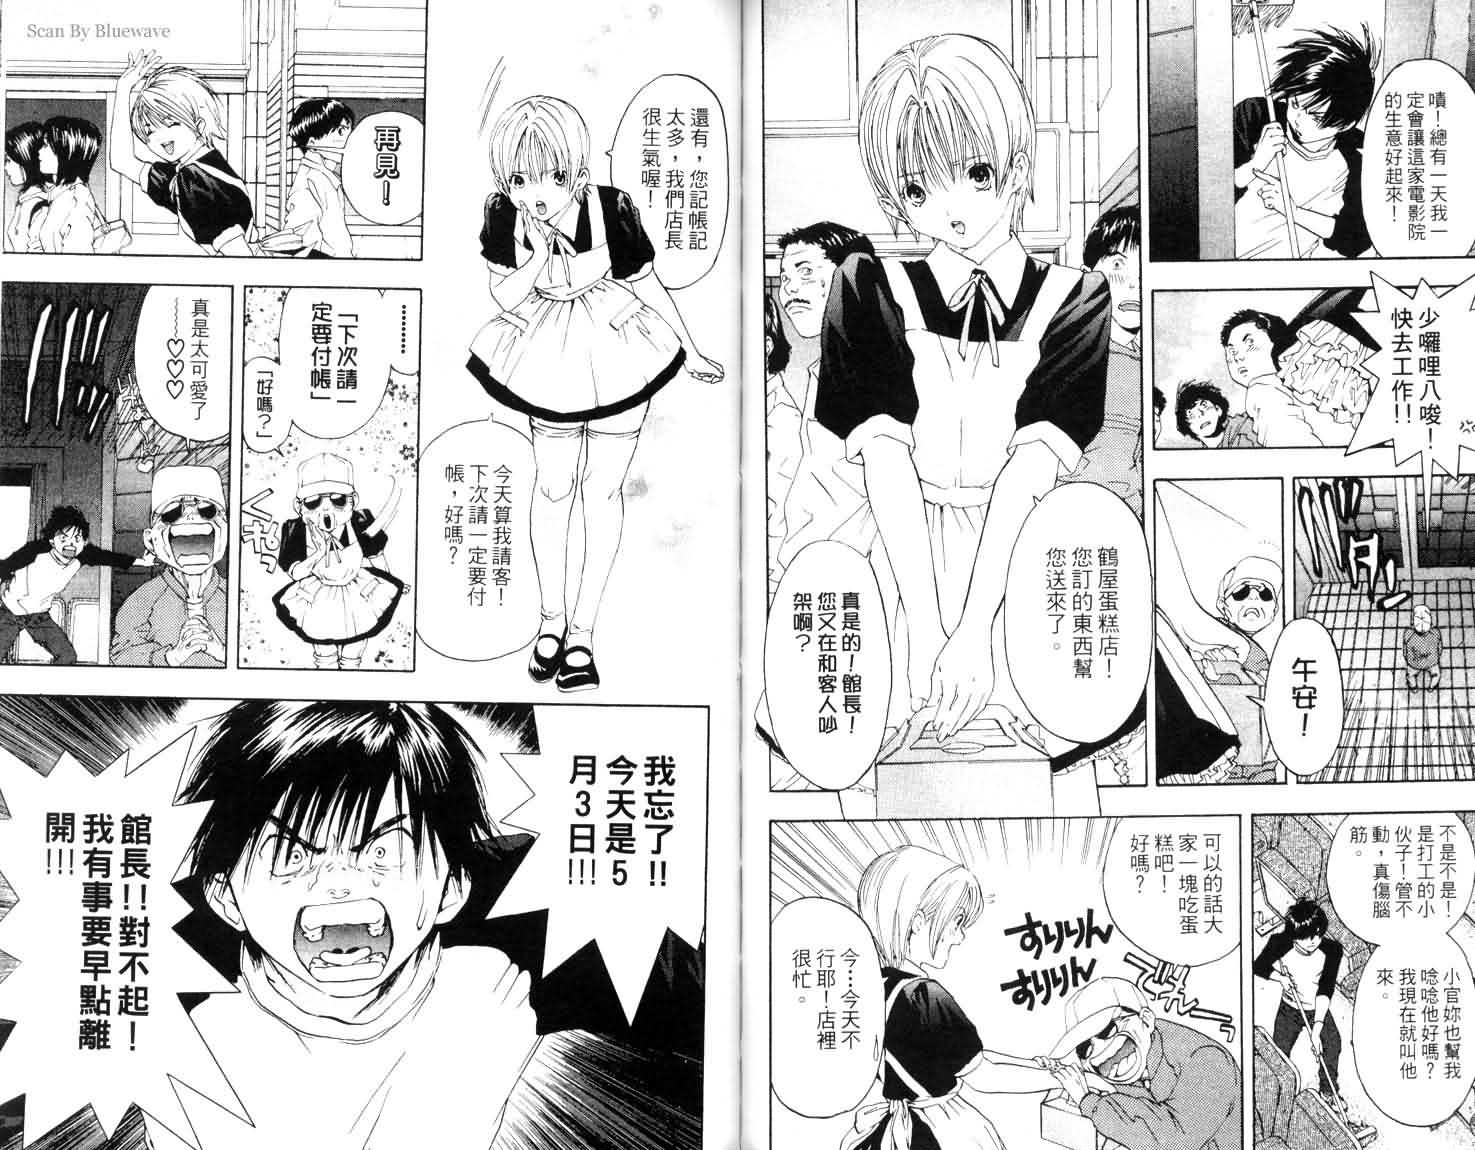 Scan By Bluewave
嘖！總有一天我一
定會讓這家電影院
的生意好起來！
少囉哩八唆！
快去工作！！
午安！
鶴屋蛋糕店！
您訂的東西幫
您送來了。
真是的！館長！
您又在和客人吵
架啊？
不是不是！
是打工的小
伙子！管不
動，真傷腦
筋。
小官妳也幫我
唸唸他好嗎？
我現在就叫他
來。
可以的話大
家一塊吃蛋
糕吧！
好嗎？
すりりん
すりりん
でれ〜っ
今…今天不
行耶！店裡
很忙。
還有，您記帳記
太多，我們店長
很生氣喔！
今天算我請客！
下次請一定要付
帳，好嗎？
再見！
………
「下次請一
定要付帳」
「好嗎？」
くねっ
真是太可愛了
〜〜〜♡♡♡
我忘了！！
今天是5
月3日！！！
館長！！對不起！
我有事要早點離
開！！！